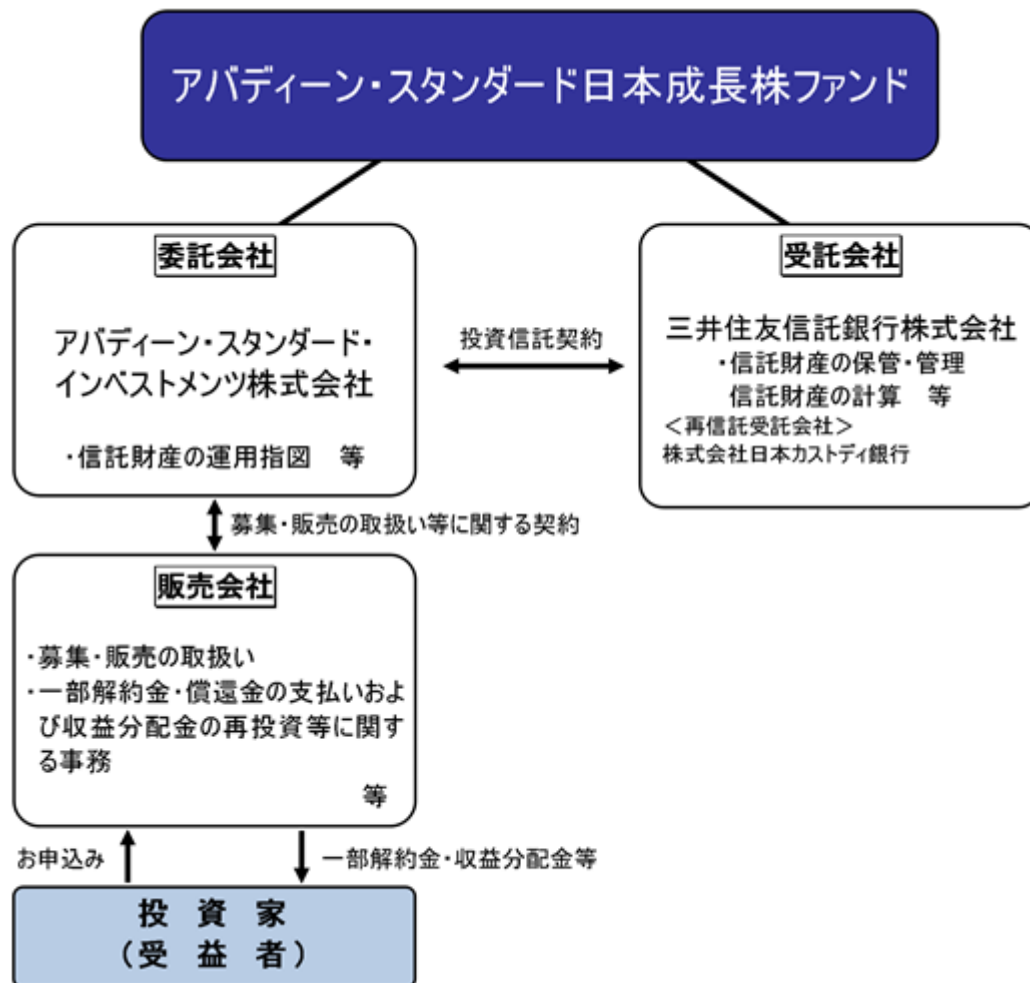 アバディーン・スタンダード日本成長株ファンド
委託会社
アバディーン・スタンダード・
インベストメンツ株式会社
・信託財産の運用指図　等
投資信託契約
受託会社
三井住友信託銀行株式会社
・信託財産の保管・管理
信託財産の計算　等
＜再信託受託会社＞
株式会社日本カストディ銀行
募集・販売の取扱い等に関する契約
販売会社
・募集・販売の取扱い
・一部解約金・償還金の支払いおよ
び収益分配金の再投資等に関す
る事務
等
お申込み
一部解約金・収益分配金等
投　資　家
（受　益　者）